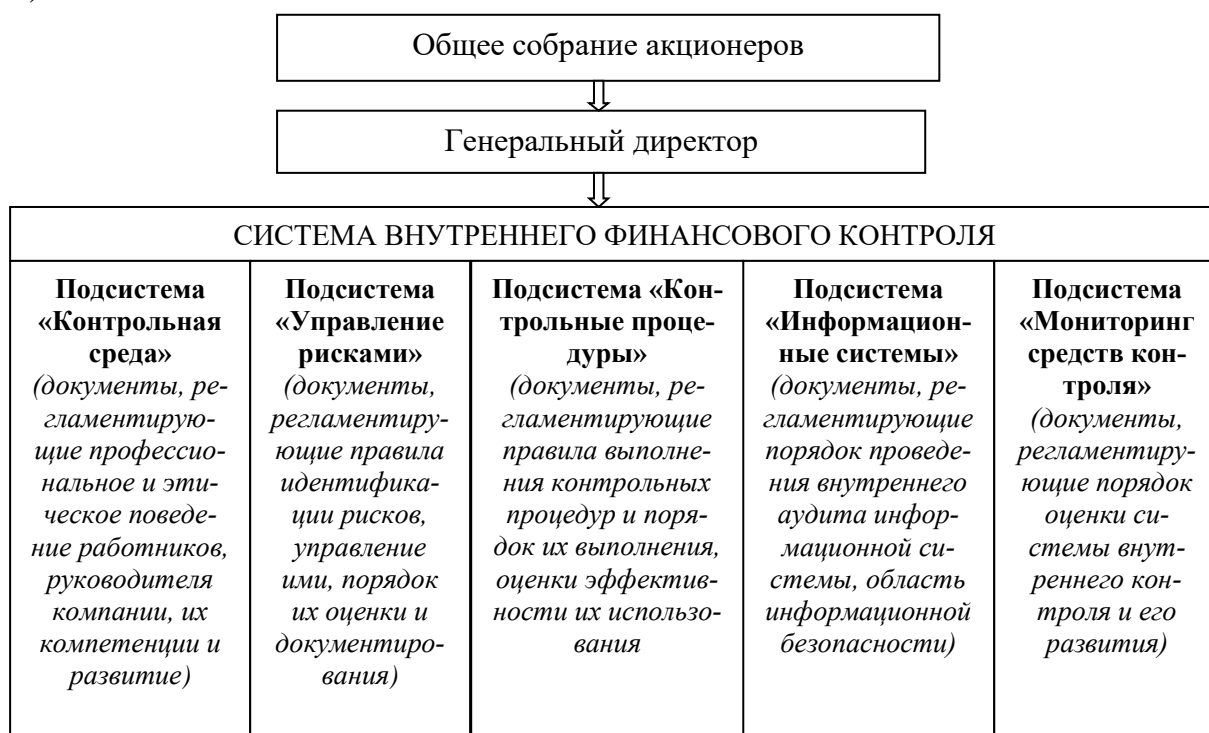 Общее собрание акционеров
Генеральный директор
СИСТЕМА ВНУТРЕННЕГО ФИНАНСОВОГО КОНТРОЛЯ
Подсистема
«Контрольная
среда»
(документы, ре-
гламентирую-
щие профессио-
нальное и эти-
ческое поведе-
ние работников,
руководителя
компании, их
компетенции и
развитие)
Подсистема
«Управление
рисками»
(документы,
регламентиру-
ющие правила
идентифика-
ции рисков,
управление
ими, порядок
их оценки и
документиро-
вания)
Подсистема «Кон-
трольные проце-
дуры»
(документы, ре-
гламентирующие
правила выполне-
ния контрольных
процедур и поря-
док их выполнения,
оценки эффектив-
ности их использо-
вания
Подсистема
«Информацион-
ные системы»
(документы, ре-
гламентирующие
порядок проведе-
ния внутреннего
аудита инфор-
мационной си-
стемы, область
информационной
безопасности)
Подсистема
«Мониторинг
средств кон-
троля»
(документы,
регламентиру-
ющие порядок
оценки си-
стемы внут-
реннего кон-
троля и его
развития)